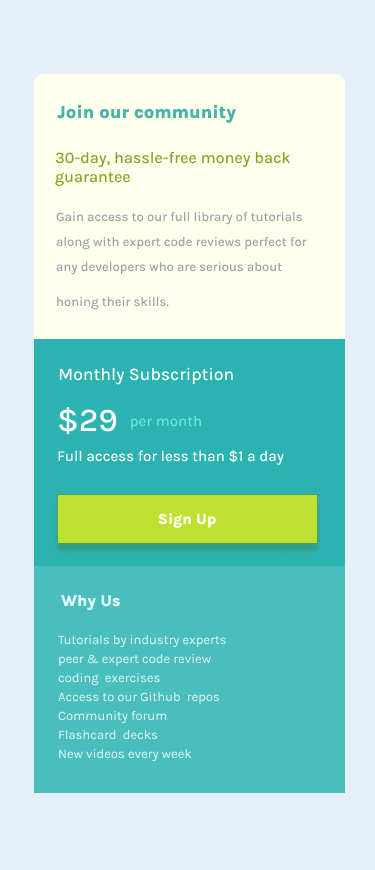 Join our community
30-day, hassle-free money back
guarantee
Gain access to our full library of tutorials
along with expert code reviews perfect for
any developers who are serious about
honing their skills.
Monthly Subscription
$29 per month
Full access for less than $1 a day
Sign Up
Why Us
Tutorials by industry experts
peer & expert code review
coding  exercises
Access to our Github  repos
Community forum
Flashcard  decks
New videos every week